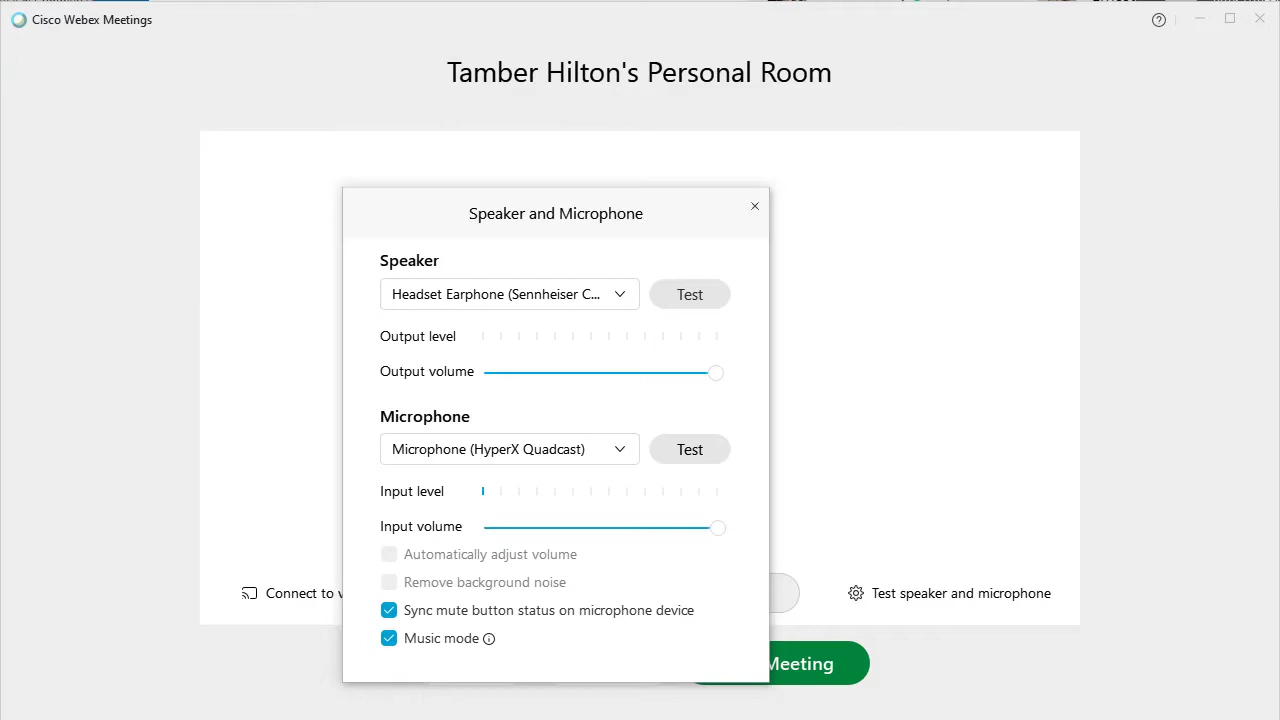 Cisco Webex Meetings
Tamber Hilton's Personal Room
Speaker and Microphone
Speaker
Headset Earphone (Sennheiser C...
Test
Output level
Output volume
Microphone
Microphone (HyperX Quadcast)
Test
Input level
Input volume
Automatically adjust volume
Remove background noise
Sync mute button status on microphone device
Music mode
Connect to
Test speaker and microphone
Meeting